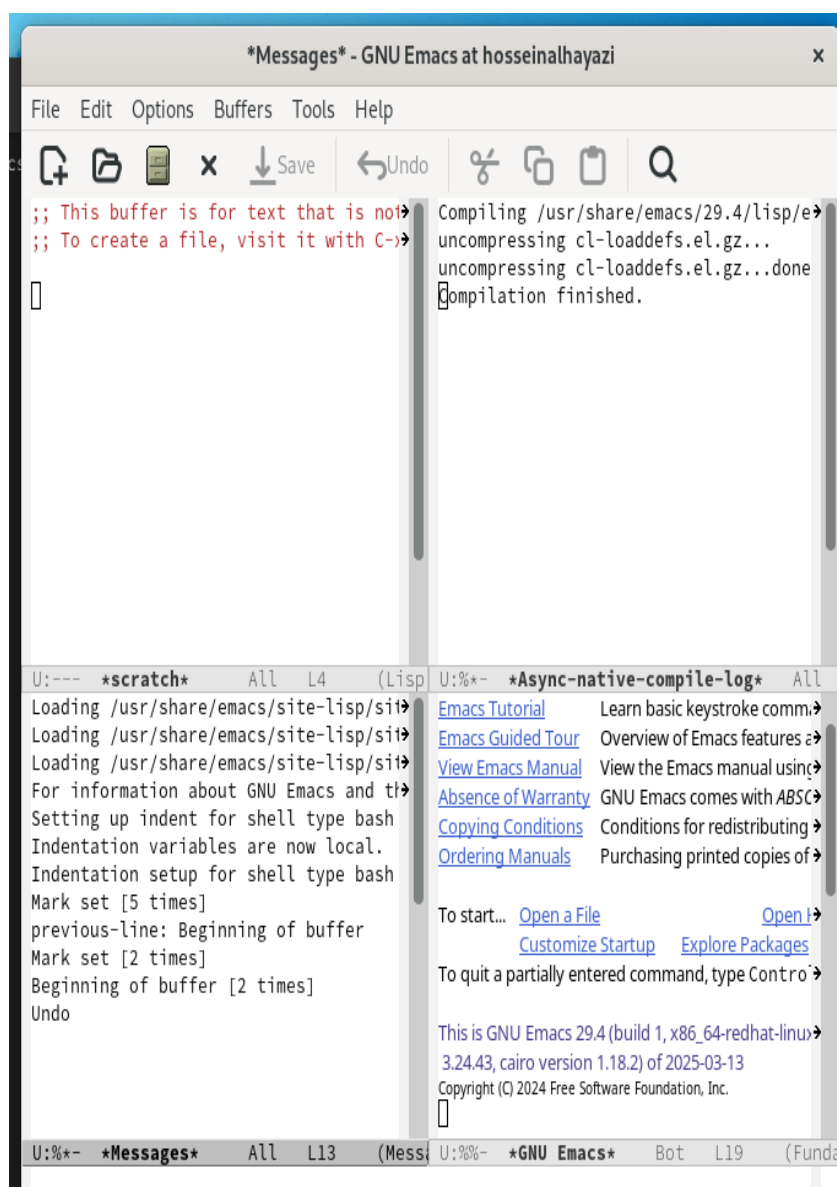 *Messages* - GNU Emacs at hosseinalhayazi
File Edit Options Buffers Tools Help
Save Undo
;; This buffer is for text that is not
;; To create a file, visit it with C-x
U:--- *scratch* All L4 (Lisp
Compiling /usr/share/emacs/29.4/lisp/e
uncompressing cl-loaddefs.el.gz...
uncompressing cl-loaddefs.el.gz...done
Compilation finished.
U:%*- *Async-native-compile-log* All
Loading /usr/share/emacs/site-lisp/sit
Loading /usr/share/emacs/site-lisp/sit
Loading /usr/share/emacs/site-lisp/sit
For information about GNU Emacs and th
Setting up indent for shell type bash
Indentation variables are now local.
Indentation setup for shell type bash
Mark set [5 times]
previous-line: Beginning of buffer
Mark set [2 times]
Beginning of buffer [2 times]
Undo
U:%*- *Messages* All L13 (Messa
Emacs Tutorial Learn basic keystroke comm
Emacs Guided Tour Overview of Emacs features a
View Emacs Manual View the Emacs manual using
Absence of Warranty GNU Emacs comes with ABSO
Copying Conditions Conditions for redistributing
Ordering Manuals Purchasing printed copies of
To start... Open a File Open H
Customize Startup Explore Packages
To quit a partially entered command, type Contro
This is GNU Emacs 29.4 (build 1, x86_64-redhat-linux
3.24.43, cairo version 1.18.2) of 2025-03-13
Copyright (C) 2024 Free Software Foundation, Inc.
U:%%- *GNU Emacs* Bot L19 (Funda